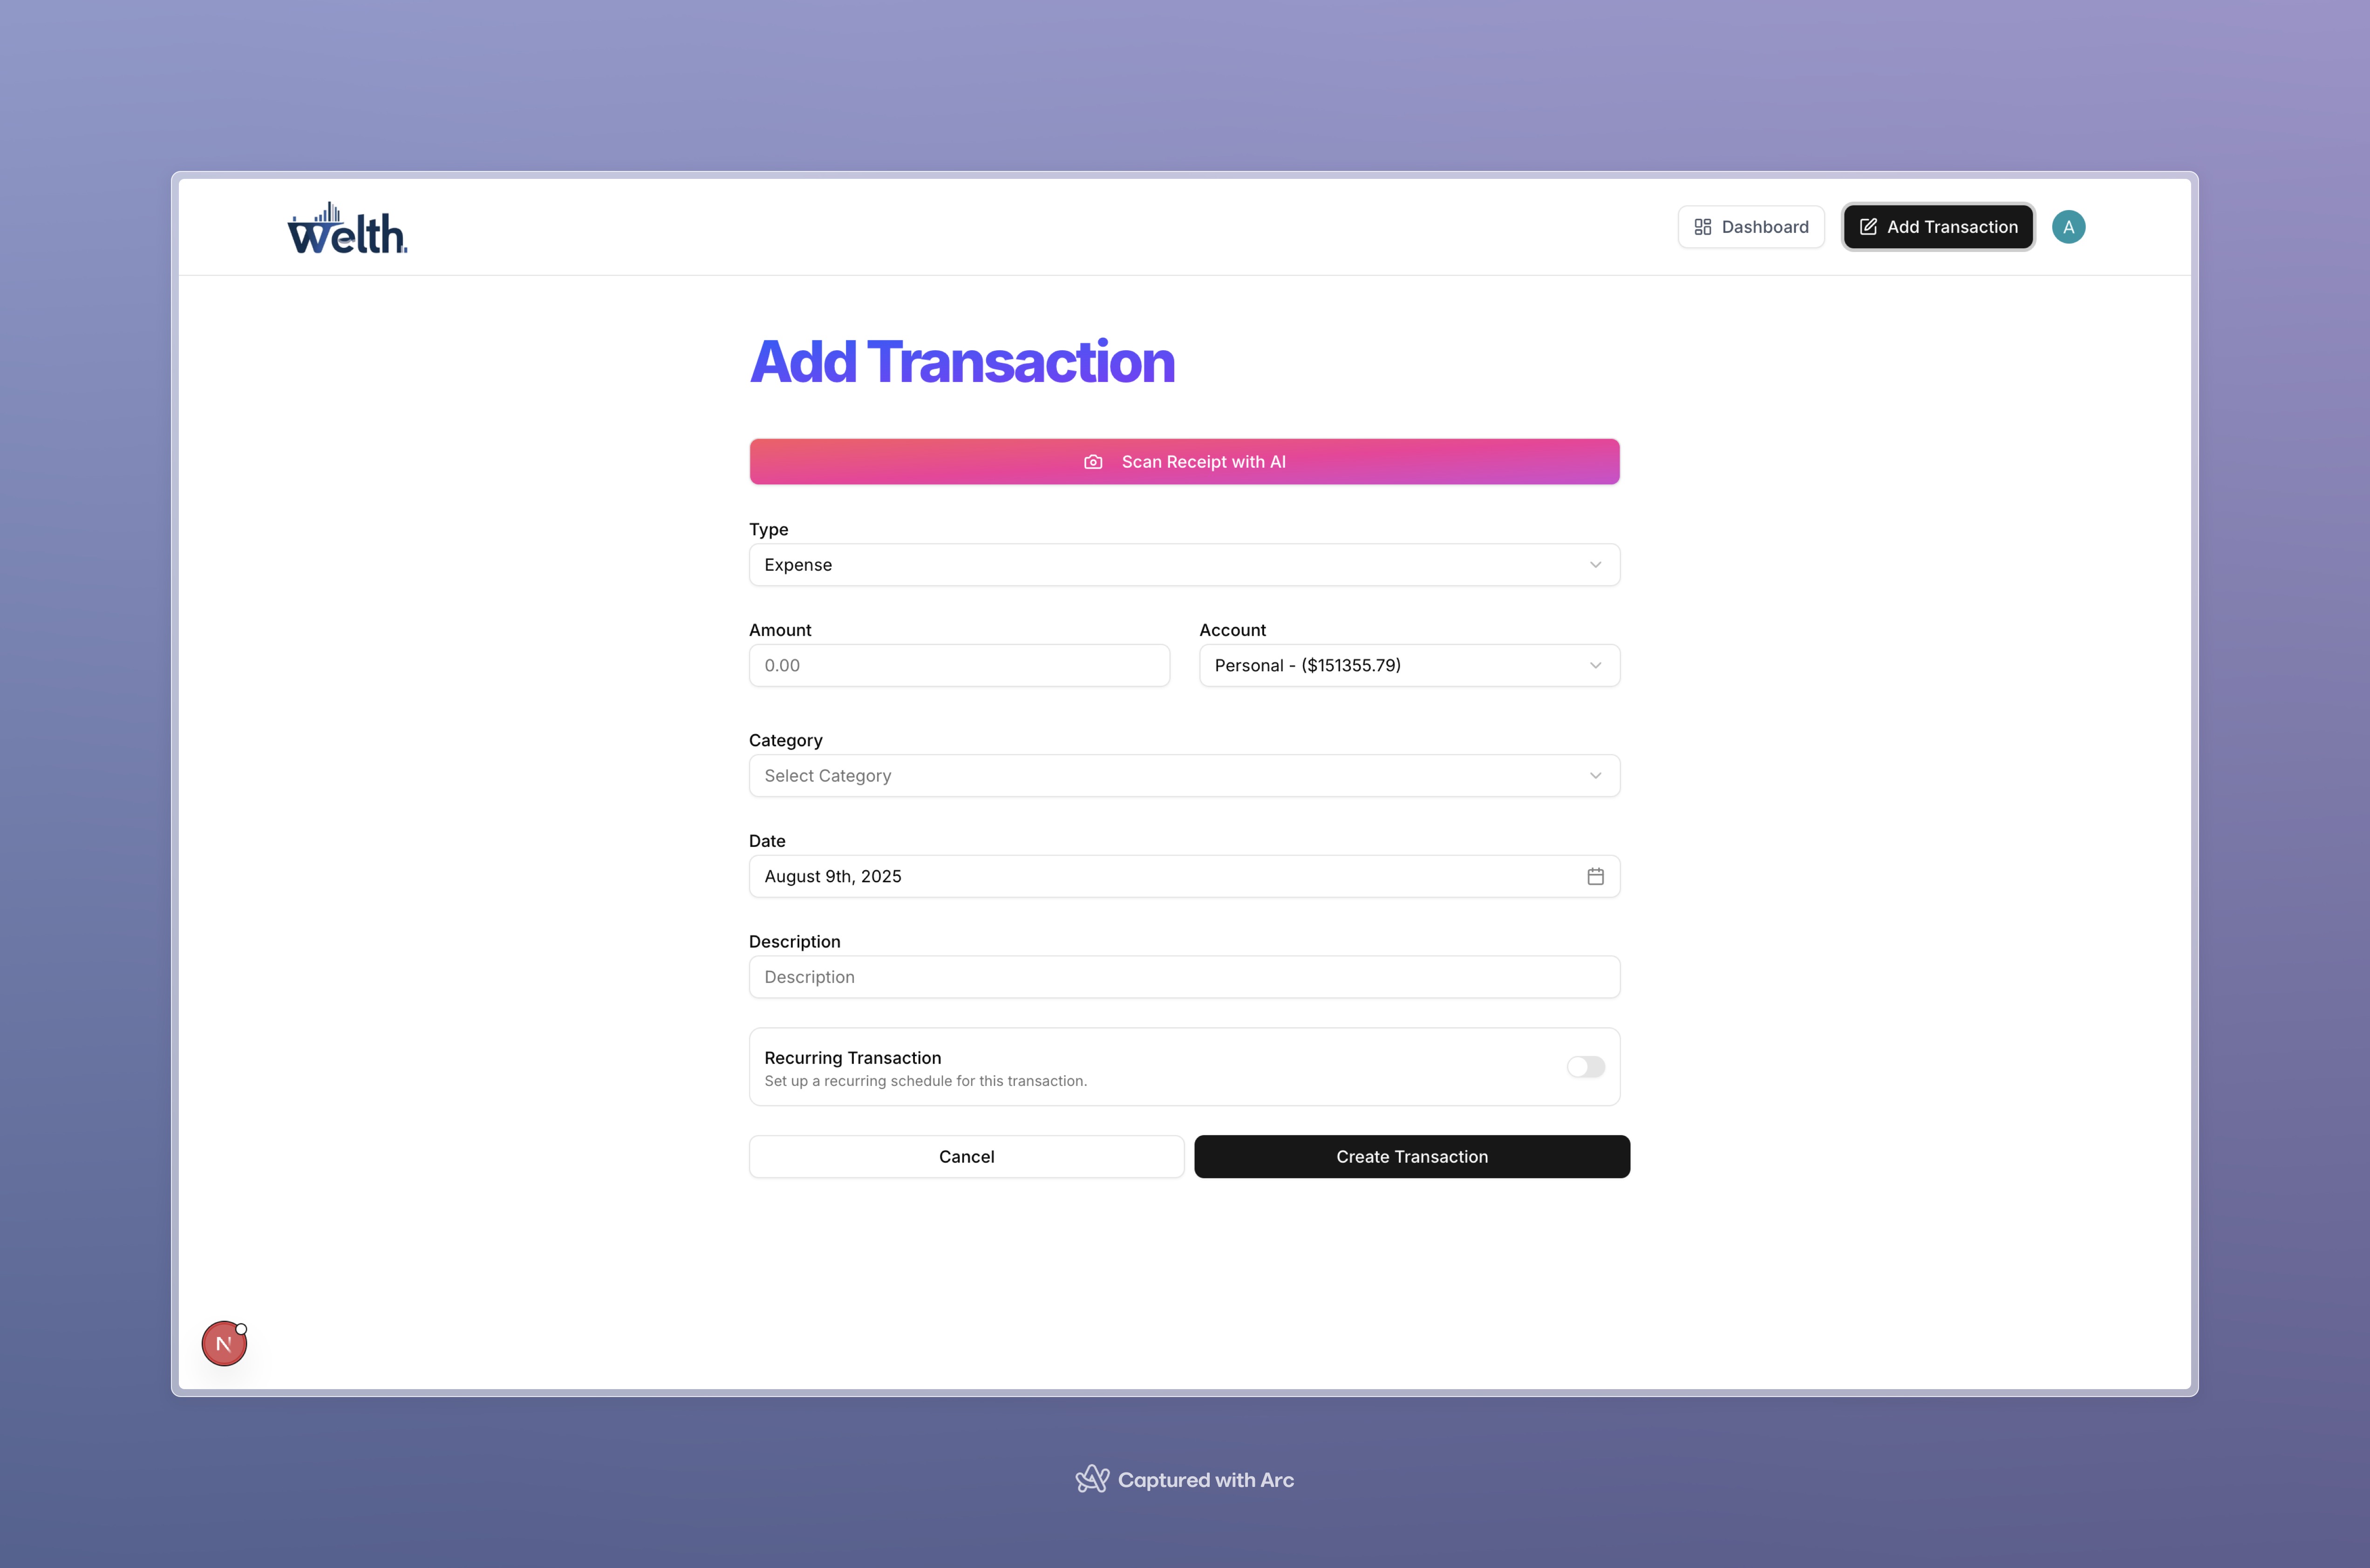 welth.
Dashboard
Add Transaction
A
Add Transaction
Scan Receipt with AI
Type
Expense
Amount
Account
0.00
Personal - ($151355.79)
Category
Select Category
Date
August 9th, 2025
Description
Description
Recurring Transaction
Set up a recurring schedule for this transaction.
Cancel
Create Transaction
N
Captured with Arc